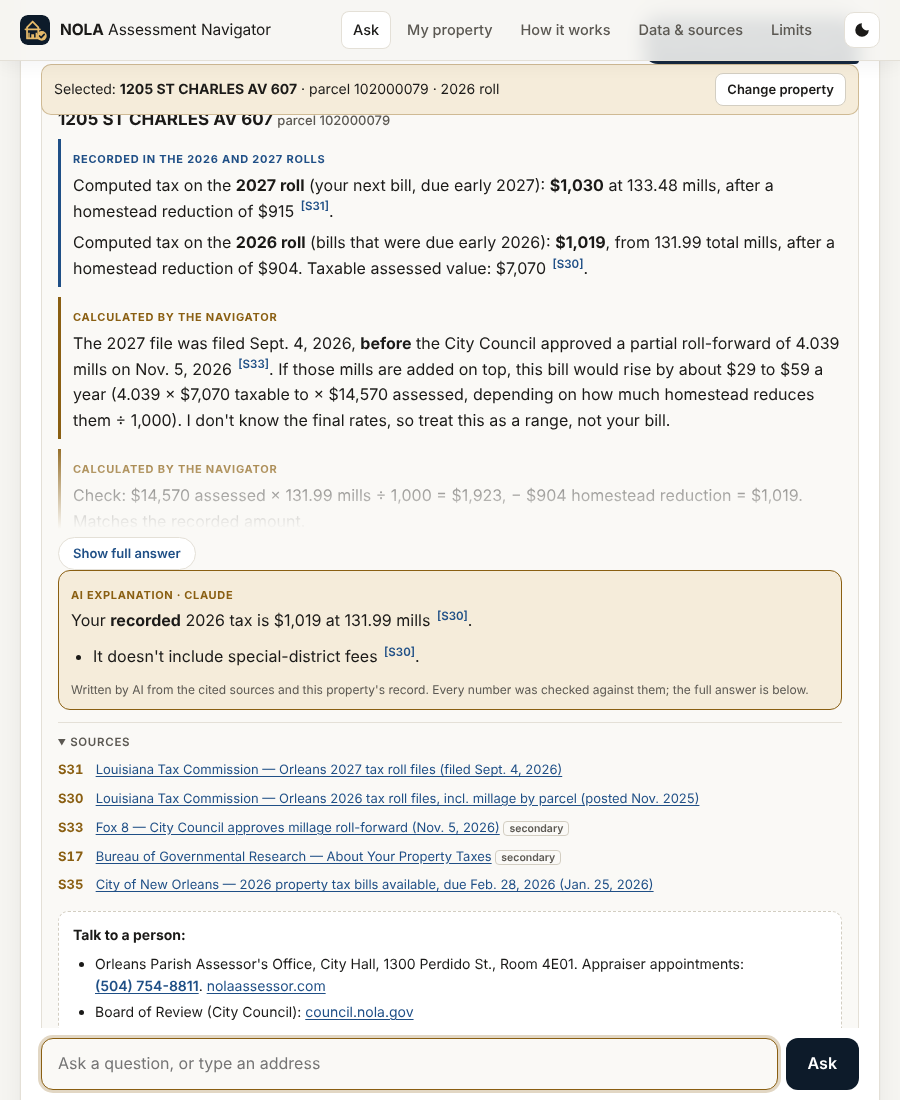 NOLA Assessment Navigator
Ask
My property
How it works
Data & sources
Limits
Selected: 1205 ST CHARLES AV 607 · parcel 102000079 · 2026 roll
Change property
1205 ST CHARLES AV 607 parcel 102000079
RECORDED IN THE 2026 AND 2027 ROLLS
Computed tax on the 2027 roll (your next bill, due early 2027): $1,030 at 133.48 mills, after a
homestead reduction of $915 [S31].
Computed tax on the 2026 roll (bills that were due early 2026): $1,019, from 131.99 total mills, after a
homestead reduction of $904. Taxable assessed value: $7,070 [S30].
CALCULATED BY THE NAVIGATOR
The 2027 file was filed Sept. 4, 2026, before the City Council approved a partial roll-forward of 4.039
mills on Nov. 5, 2026 [S33]. If those mills are added on top, this bill would rise by about $29 to $59 a
year (4.039 × $7,070 taxable to × $14,570 assessed, depending on how much homestead reduces
them ÷ 1,000). I don't know the final rates, so treat this as a range, not your bill.
CALCULATED BY THE NAVIGATOR
Check: $14,570 assessed × 131.99 mills ÷ 1,000 = $1,923, − $904 homestead reduction = $1,019.
Matches the recorded amount.
Show full answer
AI EXPLANATION · CLAUDE
Your recorded 2026 tax is $1,019 at 131.99 mills [S30].
• It doesn't include special-district fees [S30].
Written by AI from the cited sources and this property's record. Every number was checked against them; the full answer is below.
▼ SOURCES
S31 Louisiana Tax Commission — Orleans 2027 tax roll files (filed Sept. 4, 2026)
S30 Louisiana Tax Commission — Orleans 2026 tax roll files, incl. millage by parcel (posted Nov. 2025)
S33 Fox 8 — City Council approves millage roll-forward (Nov. 5, 2026) secondary
S17 Bureau of Governmental Research — About Your Property Taxes secondary
S35 City of New Orleans — 2026 property tax bills available, due Feb. 28, 2026 (Jan. 25, 2026)
Talk to a person:
• Orleans Parish Assessor's Office, City Hall, 1300 Perdido St., Room 4E01. Appraiser appointments:
(504) 754-8811. nolaassessor.com
• Board of Review (City Council): council.nola.gov
Ask a question, or type an address
Ask